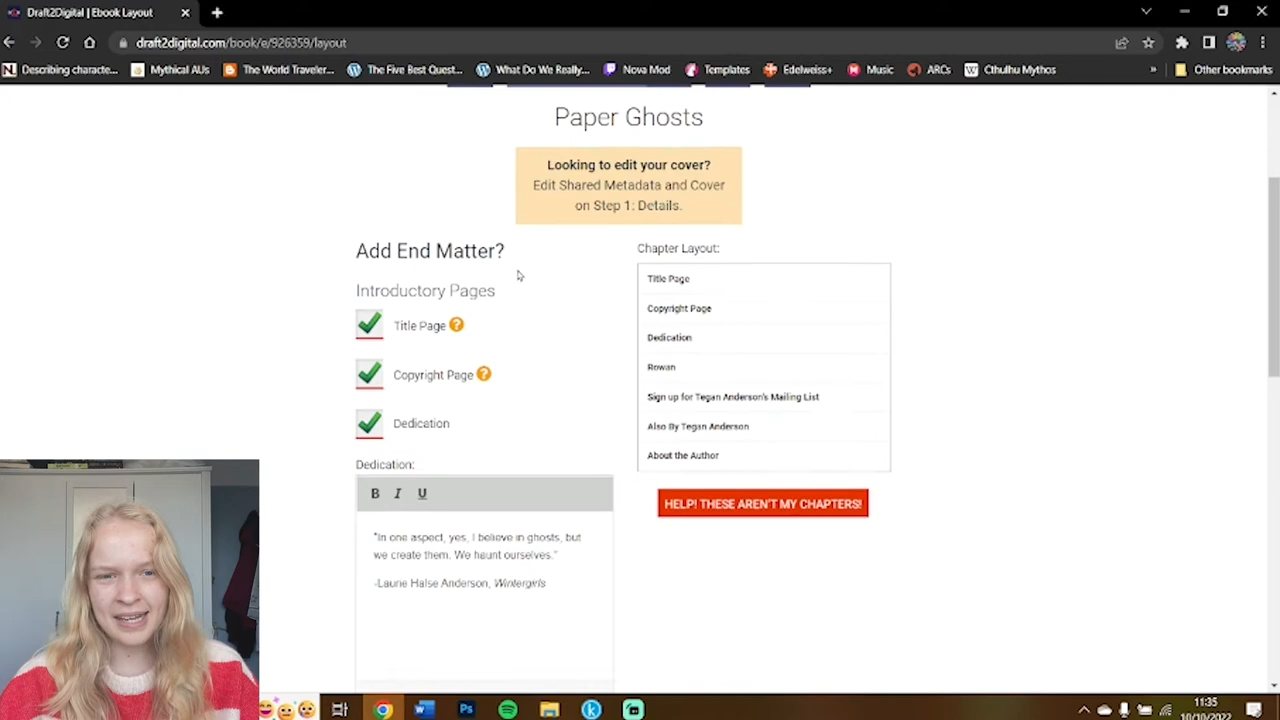 Draft2Digital | Ebook Layout
draft2digital.com/book/e/926359/layout
Describing characte...
Mythical AUs
The World Traveler...
The Five Best Quest...
What Do We Really...
Nova Mod
Templates
Edelweiss+
Music
ARCs
Cthulhu Mythos
»
Other bookmarks
Paper Ghosts
Looking to edit your cover?
Edit Shared Metadata and Cover
on Step 1: Details.
Add End Matter?
Introductory Pages
Title Page ?
Copyright Page ?
Dedication
Dedication:
B I U
"In one aspect, yes, I believe in ghosts, but
we create them. We haunt ourselves."
-Laurie Halse Anderson, Wintergirls
Chapter Layout:
Title Page
Copyright Page
Dedication
Rowan
Sign up for Tegan Anderson's Mailing List
Also By Tegan Anderson
About the Author
HELP! THESE AREN'T MY CHAPTERS!
11:35
10/10/2022